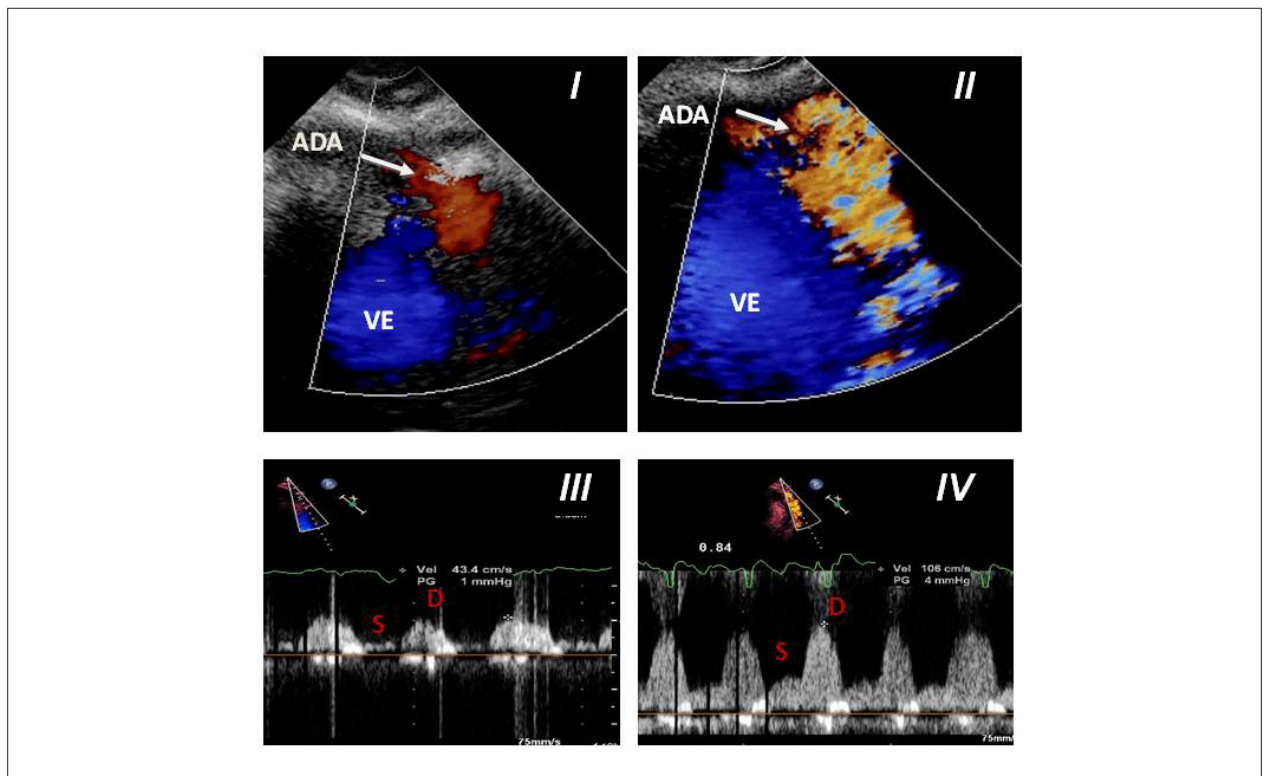 I
ADA
VE
II
ADA
VE
III
Vel 43.4 cm/s
PG 1 mmHg
D
S
75mm/s
IV
0.84
Vel 106 cm/s
PG 4 mmHg
D
S
75mm/s